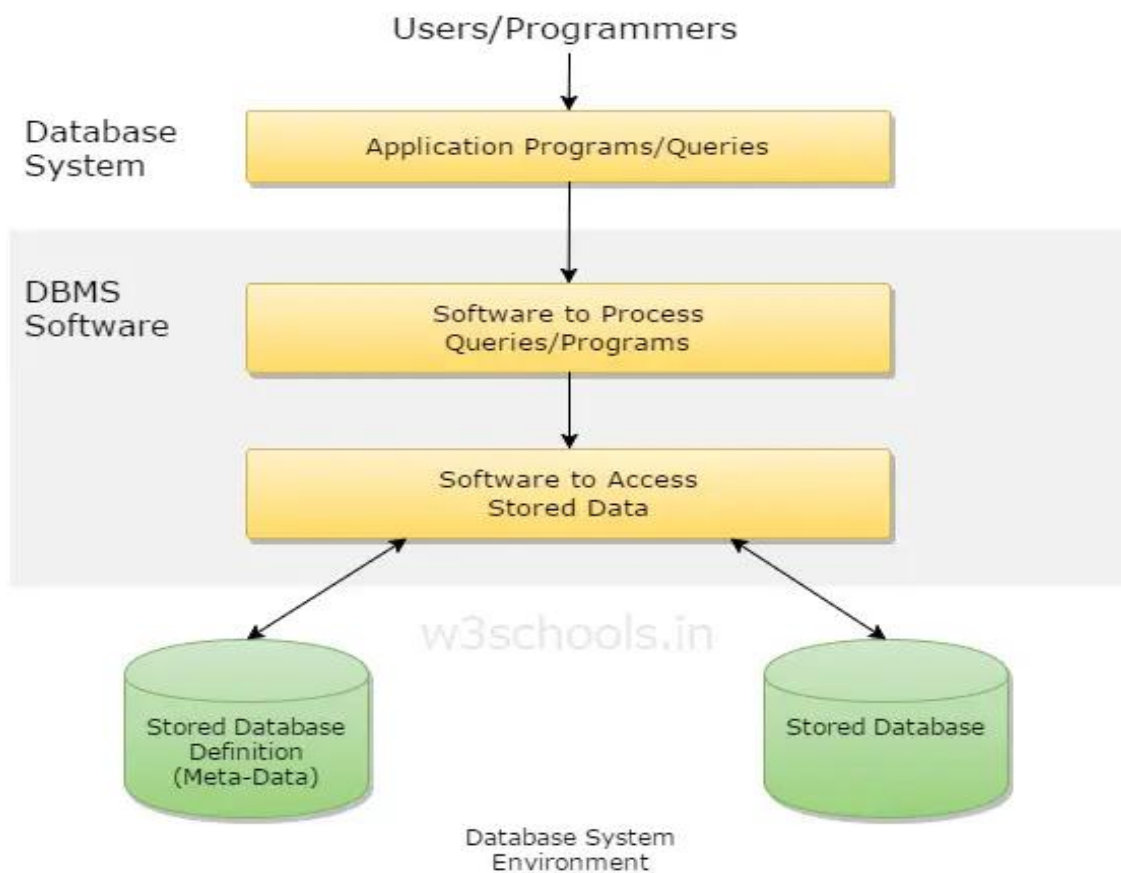 Users/Programmers
Database
System
Application Programs/Queries
DBMS
Software
Software to Process
Queries/Programs
Software to Access
Stored Data
w3schools.in
Stored Database
Definition
(Meta-Data)
Stored Database
Database System
Environment